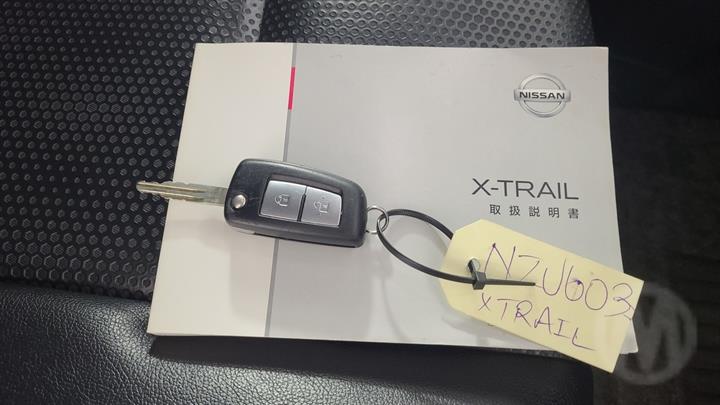 NISSAN
X-TRAIL
取扱説明書
NZU603
XTRAIL